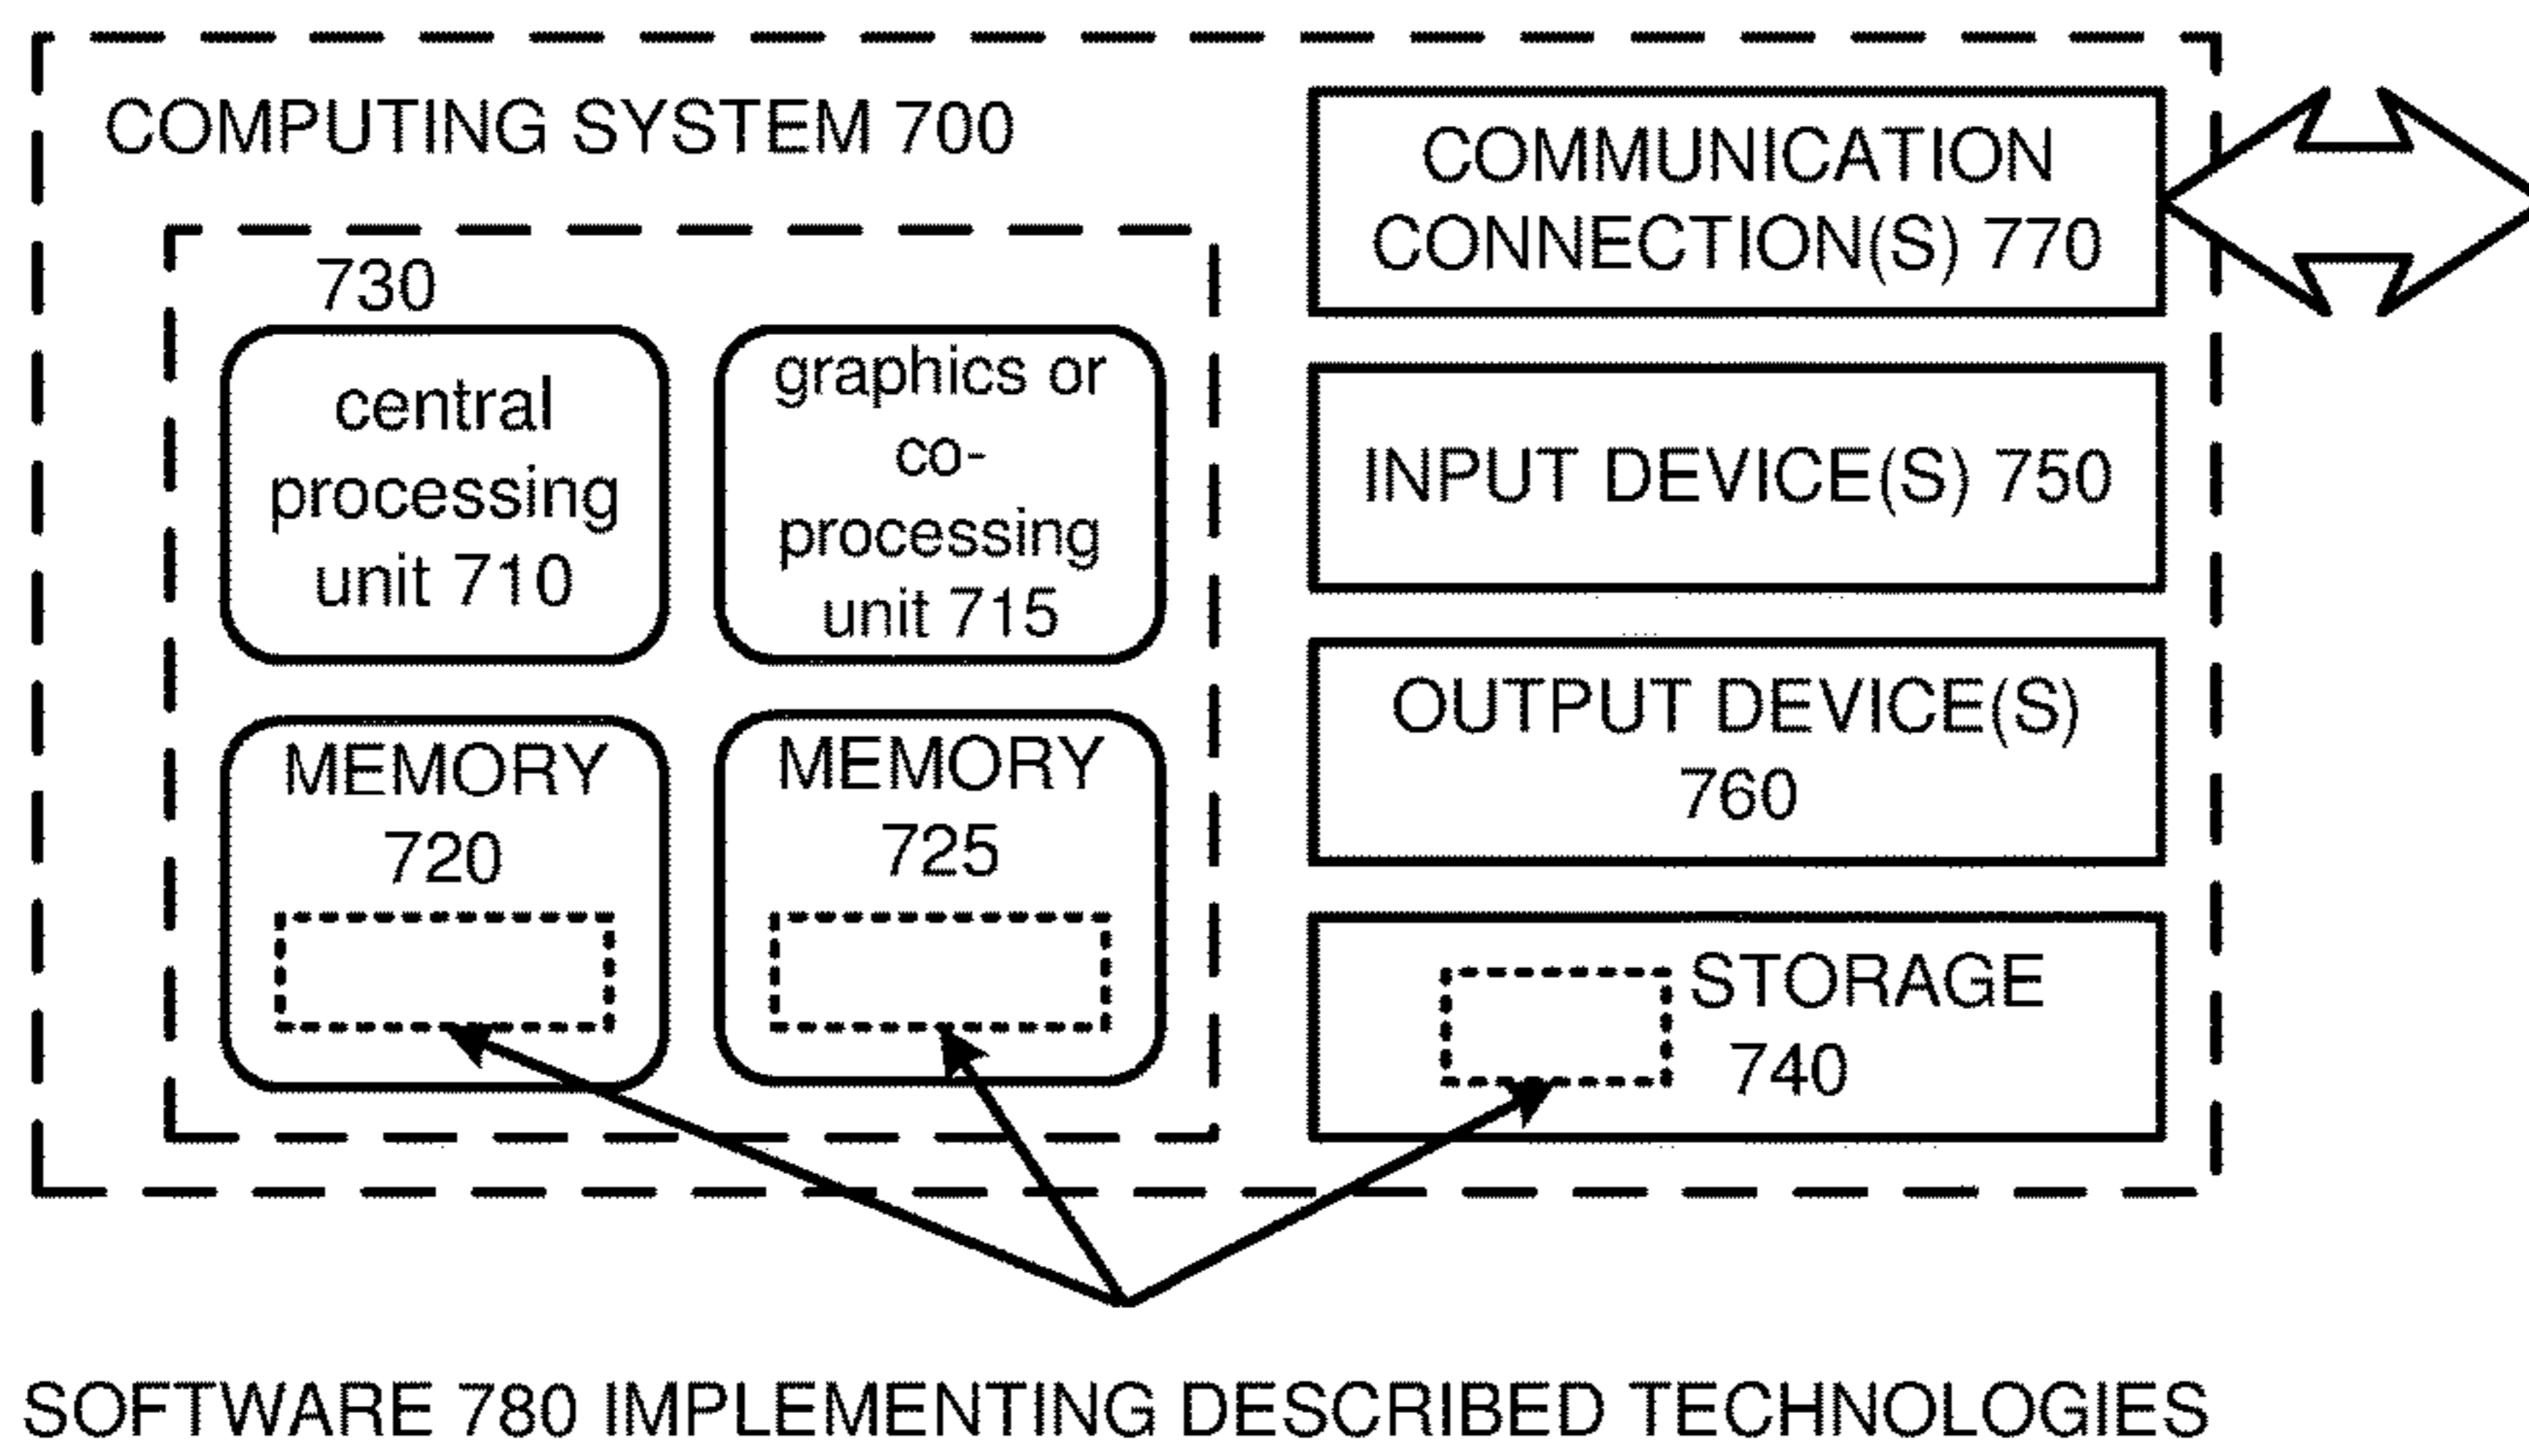 COMPUTING SYSTEM 700
730
central
processing
unit 710
graphics or
co-
processing
unit 715
MEMORY
720
MEMORY
725
COMMUNICATION
CONNECTION(S) 770
INPUT DEVICE(S) 750
OUTPUT DEVICE(S)
760
STORAGE
740
SOFTWARE 780 IMPLEMENTING DESCRIBED TECHNOLOGIES